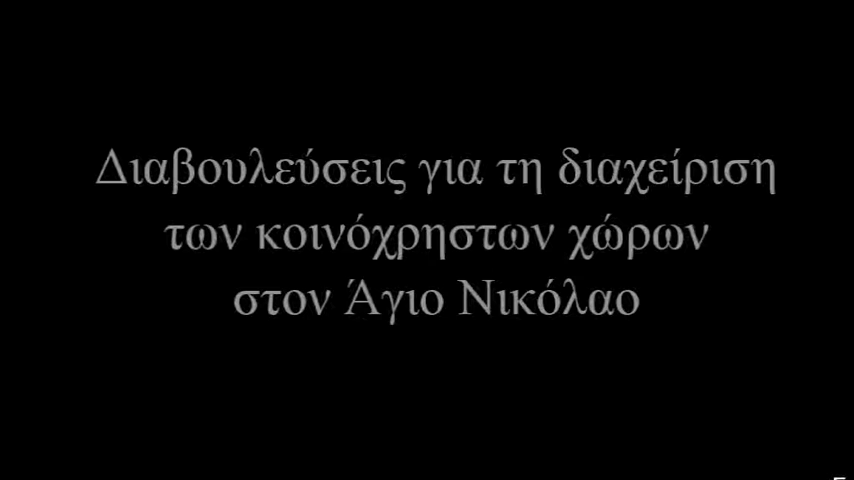 Διαβουλεύσεις για τη διαχείριση
των κοινόχρηστων χώρων
στον Άγιο Νικόλαο